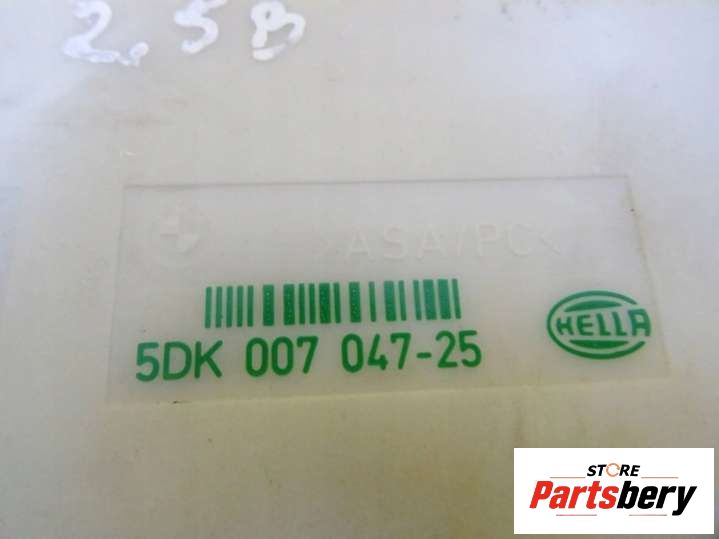 2.5B
>ASA/PC<
5DK 007 047-25
HELLA
STORE
Partsbery